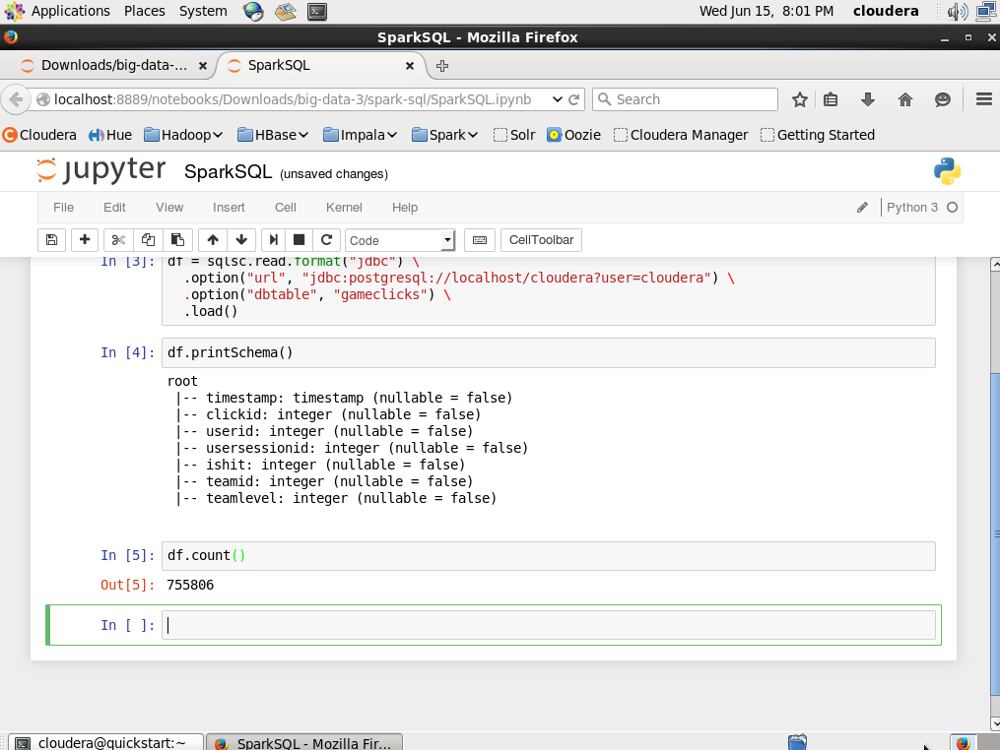 Applications Places System Wed Jun 15, 8:01 PM cloudera
SparkSQL - Mozilla Firefox
Downloads/big-data-... SparkSQL
localhost:8889/notebooks/Downloads/big-data-3/spark-sql/SparkSQL.ipynb Search
Cloudera Hue Hadoop HBase Impala Spark Solr Oozie Cloudera Manager Getting Started
jupyter SparkSQL (unsaved changes)
File Edit View Insert Cell Kernel Help Python 3
Code CellToolbar
In [3]: df = sqlsc.read.format("jdbc") \
.option("url", "jdbc:postgresql://localhost/cloudera?user=cloudera") \
.option("dbtable", "gameclicks") \
.load()
In [4]: df.printSchema()
root
|-- timestamp: timestamp (nullable = false)
|-- clickid: integer (nullable = false)
|-- userid: integer (nullable = false)
|-- usersessionid: integer (nullable = false)
|-- ishit: integer (nullable = false)
|-- teamid: integer (nullable = false)
|-- teamlevel: integer (nullable = false)
In [5]: df.count()
Out[5]: 755806
In [ ]:
cloudera@quickstart:~ SparkSQL - Mozilla Fir...